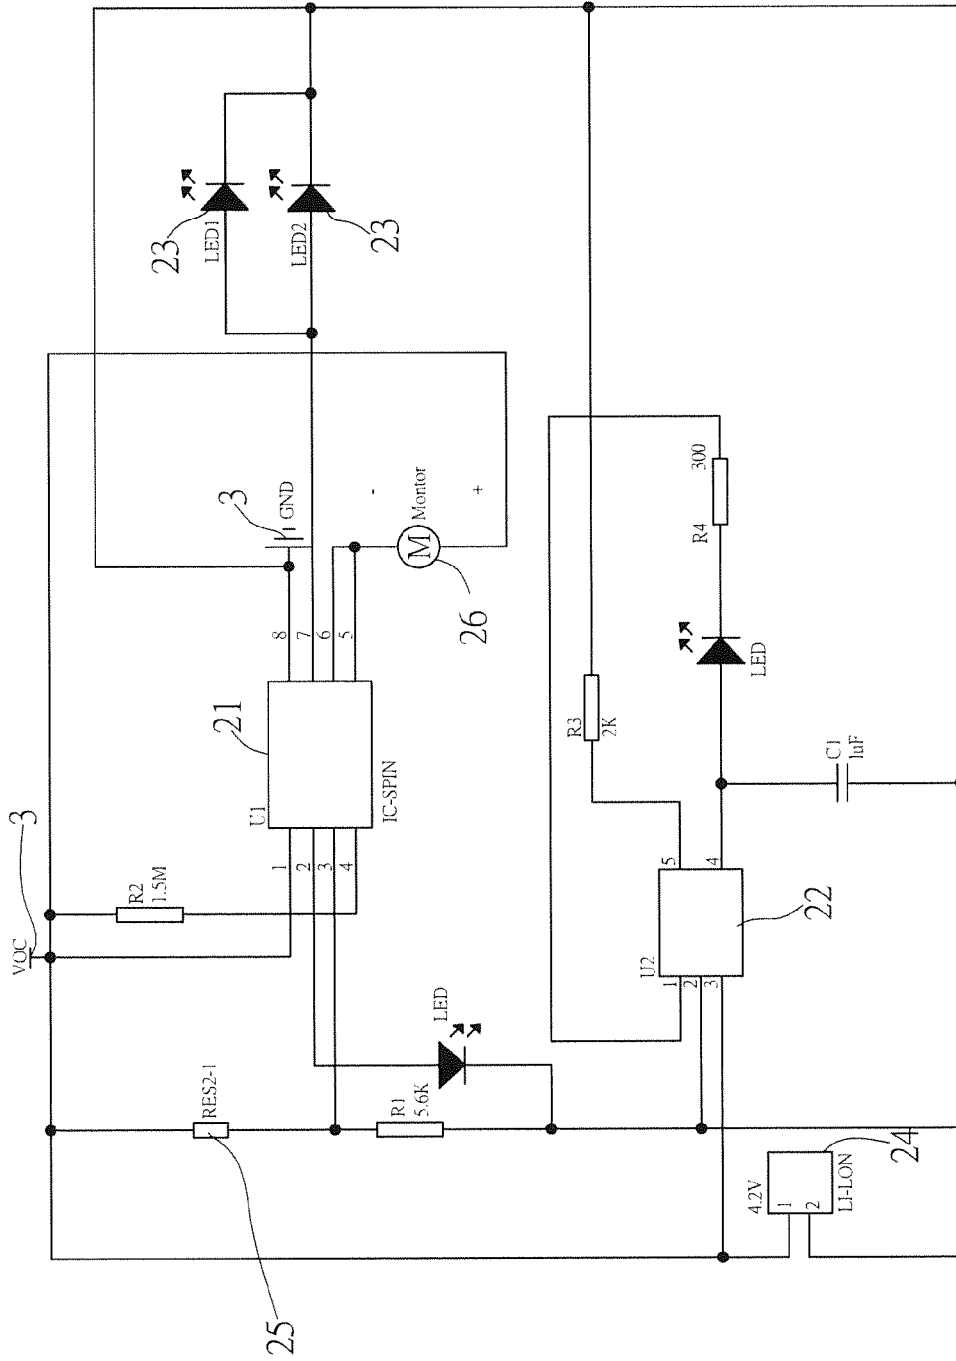 23
LED1
LED2
23
3
GND
-
Montor
M
+
26
8
7
6
5
21
U1
IC-SPIN
1
2
3
4
VOC
3
R2
1.5M
RES2-1
25
R1
5.6K
LED
300
R4
LED
R3
2K
C1
1uF
5
4
U2
1
2
3
22
4.2V
1
2
LI-LON
24